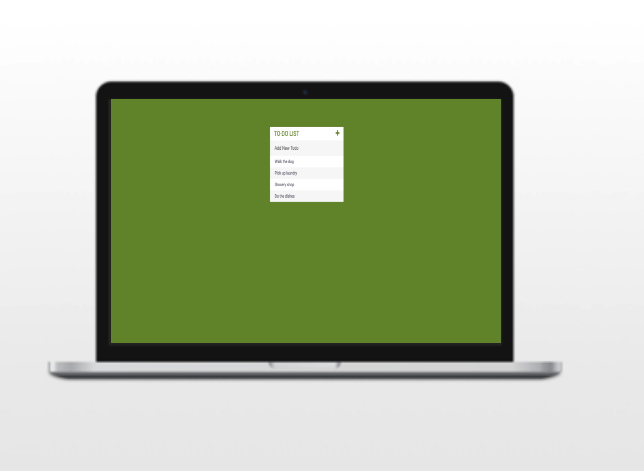 TO-DO LIST +
Add New Todo
Walk the dog
Pick up laundry
Grocery shop
Do the dishes